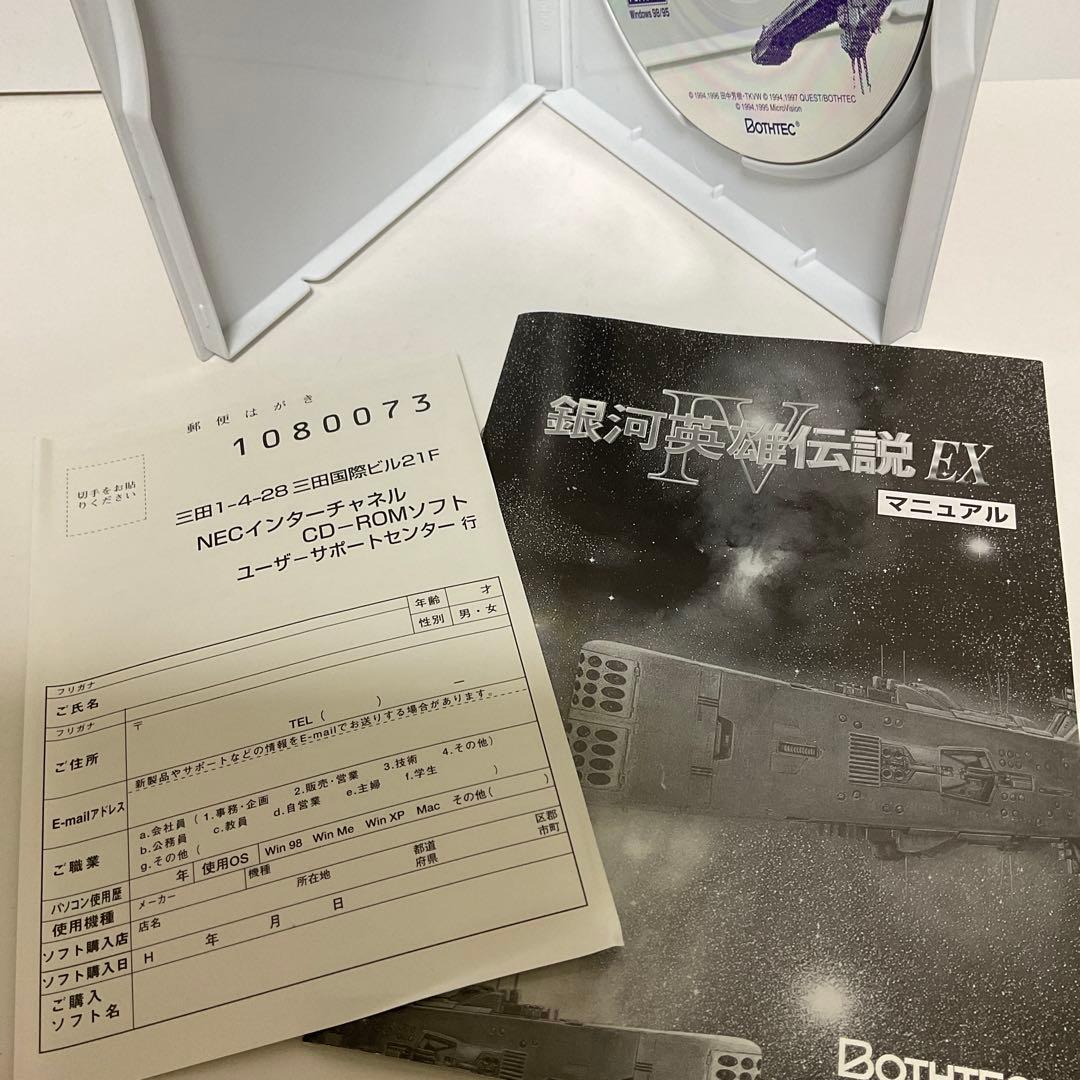 Windows 98/95
© 1994,1996 田中芳樹・TKVW © 1994,1997 QUEST/BOTHTEC
© 1994,1995 MicroVision
BOTHTEC®
郵便はがき
1080073
切手をお貼
りください
三田1-4-28 三田国際ビル21F
NECインターチャネル
CD-ROMソフト
ユーザーサポートセンター 行
年齢 才
性別 男・女
フリガナ
ご氏名
フリガナ
ご住所
〒
TEL ( ) ー
新製品やサポートなどの情報をE-mailでお送りする場合があります。
E-mailアドレス
ご職業
a.会社員 ( 1.事務・企画 2.販売・営業 3.技術 4.その他)
b.公務員 c.教員 d.自営業 e.主婦 f.学生
g.その他 ( )
パソコン使用歴 年 使用OS Win 98 Win Me Win XP Mac その他( )
使用機種 メーカー 機種
ソフト購入店 店名 所在地 都道府県 区郡市町
ソフト購入日 H 年 月 日
ご購入
ソフト名
銀河英雄伝説 EX
IV
マニュアル
BOTHTEC